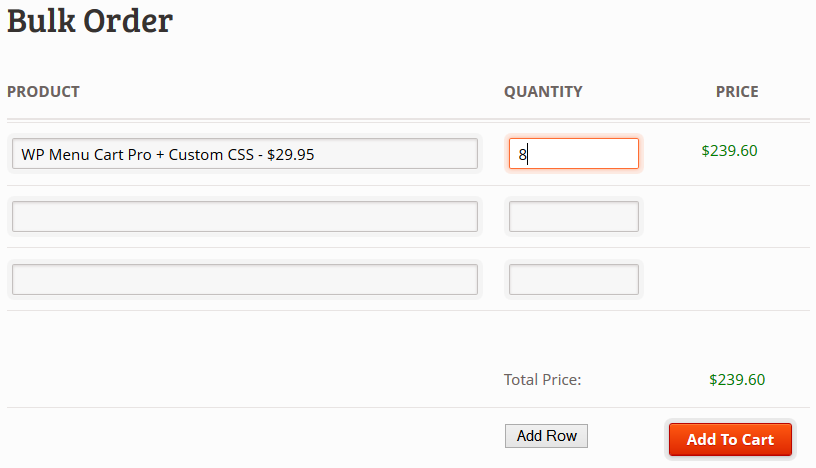 Bulk Order
PRODUCT QUANTITY PRICE
WP Menu Cart Pro + Custom CSS - $29.95 8 $239.60
Total Price: $239.60
Add Row Add To Cart